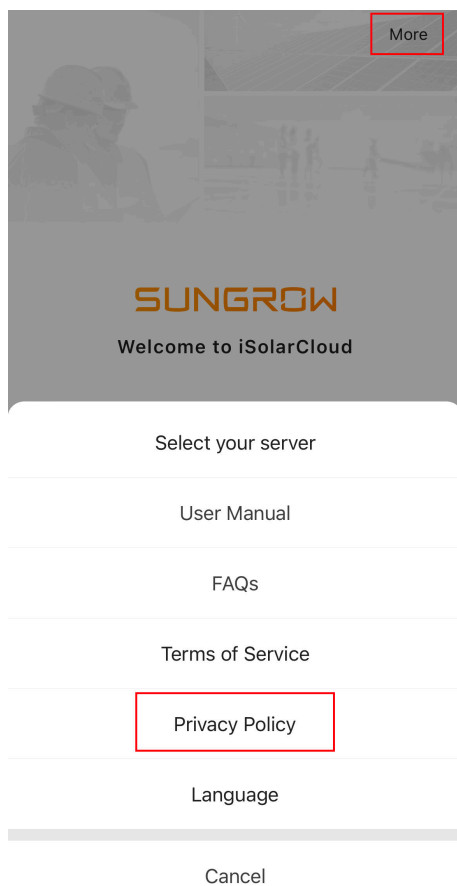 More
SUNGROW
Welcome to iSolarCloud
Select your server
User Manual
FAQs
Terms of Service
Privacy Policy
Language
Cancel